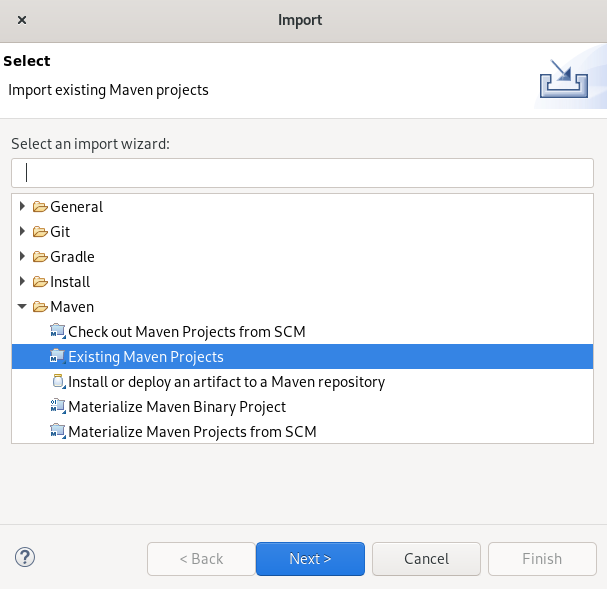 Import
Select
Import existing Maven projects
Select an import wizard:
General
Git
Gradle
Install
Maven
Check out Maven Projects from SCM
Existing Maven Projects
Install or deploy an artifact to a Maven repository
Materialize Maven Binary Project
Materialize Maven Projects from SCM
? < Back Next > Cancel Finish